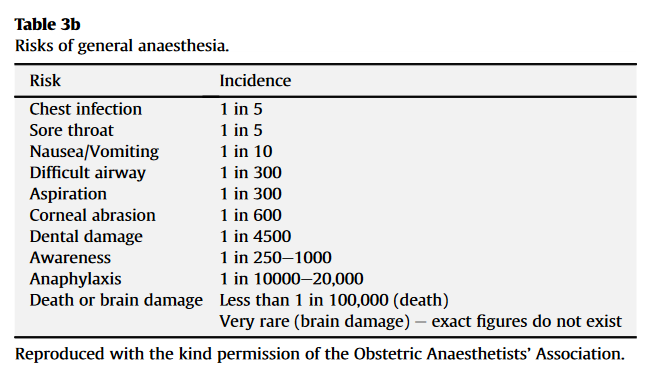 Table 3b
Risks of general anaesthesia.
Risk Incidence
Chest infection 1 in 5
Sore throat 1 in 5
Nausea/Vomiting 1 in 10
Difficult airway 1 in 300
Aspiration 1 in 300
Corneal abrasion 1 in 600
Dental damage 1 in 4500
Awareness 1 in 250–1000
Anaphylaxis 1 in 10000–20,000
Death or brain damage Less than 1 in 100,000 (death)
Very rare (brain damage) – exact figures do not exist
Reproduced with the kind permission of the Obstetric Anaesthetists' Association.